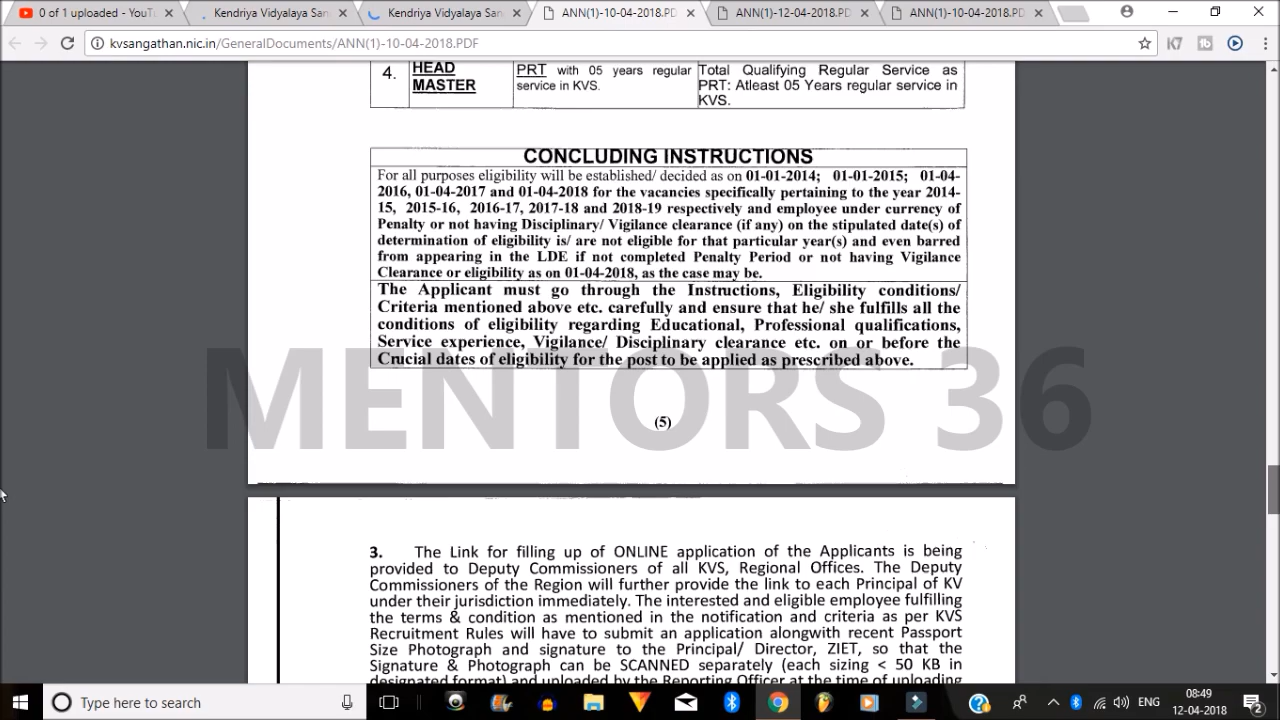 0 of 1 uploaded - YouTu
Kendriya Vidyalaya San
Kendriya Vidyalaya San
ANN(1)-10-04-2018.PD
ANN(1)-12-04-2018.PD
ANN(1)-10-04-2018.PD
kvsangathan.nic.in/GeneralDocuments/ANN(1)-10-04-2018.PDF
4. HEAD MASTER
PRT with 05 years regular
service in KVS.
Total Qualifying Regular Service as
PRT: Atleast 05 Years regular service in
KVS.
CONCLUDING INSTRUCTIONS
For all purposes eligibility will be established/ decided as on 01-01-2014; 01-01-2015; 01-04-
2016, 01-04-2017 and 01-04-2018 for the vacancies specifically pertaining to the year 2014-
15, 2015-16, 2016-17, 2017-18 and 2018-19 respectively and employee under currency of
Penalty or not having Disciplinary/ Vigilance clearance (if any) on the stipulated date(s) of
determination of eligibility is/ are not eligible for that particular year(s) and even barred
from appearing in the LDE if not completed Penalty Period or not having Vigilance
Clearance or eligibility as on 01-04-2018, as the case may be.
The Applicant must go through the Instructions, Eligibility conditions/
Criteria mentioned above etc. carefully and ensure that he/ she fulfills all the
conditions of eligibility regarding Educational, Professional qualifications,
Service experience, Vigilance/ Disciplinary clearance etc. on or before the
Crucial dates of eligibility for the post to be applied as prescribed above.
MENTORS 36
(5)
3. The Link for filling up of ONLINE application of the Applicants is being
provided to Deputy Commissioners of all KVS, Regional Offices. The Deputy
Commissioners of the Region will further provide the link to each Principal of KV
under their jurisdiction immediately. The interested and eligible employee fulfilling
the terms & condition as mentioned in the notification and criteria as per KVS
Recruitment Rules will have to submit an application alongwith recent Passport
Size Photograph and signature to the Principal/ Director, ZIET, so that the
Signature & Photograph can be SCANNED separately (each sizing < 50 KB in
designated format) and uploaded by the Reporting Officer at the time of uploading
Type here to search
ENG
08:49
12-04-2018
2